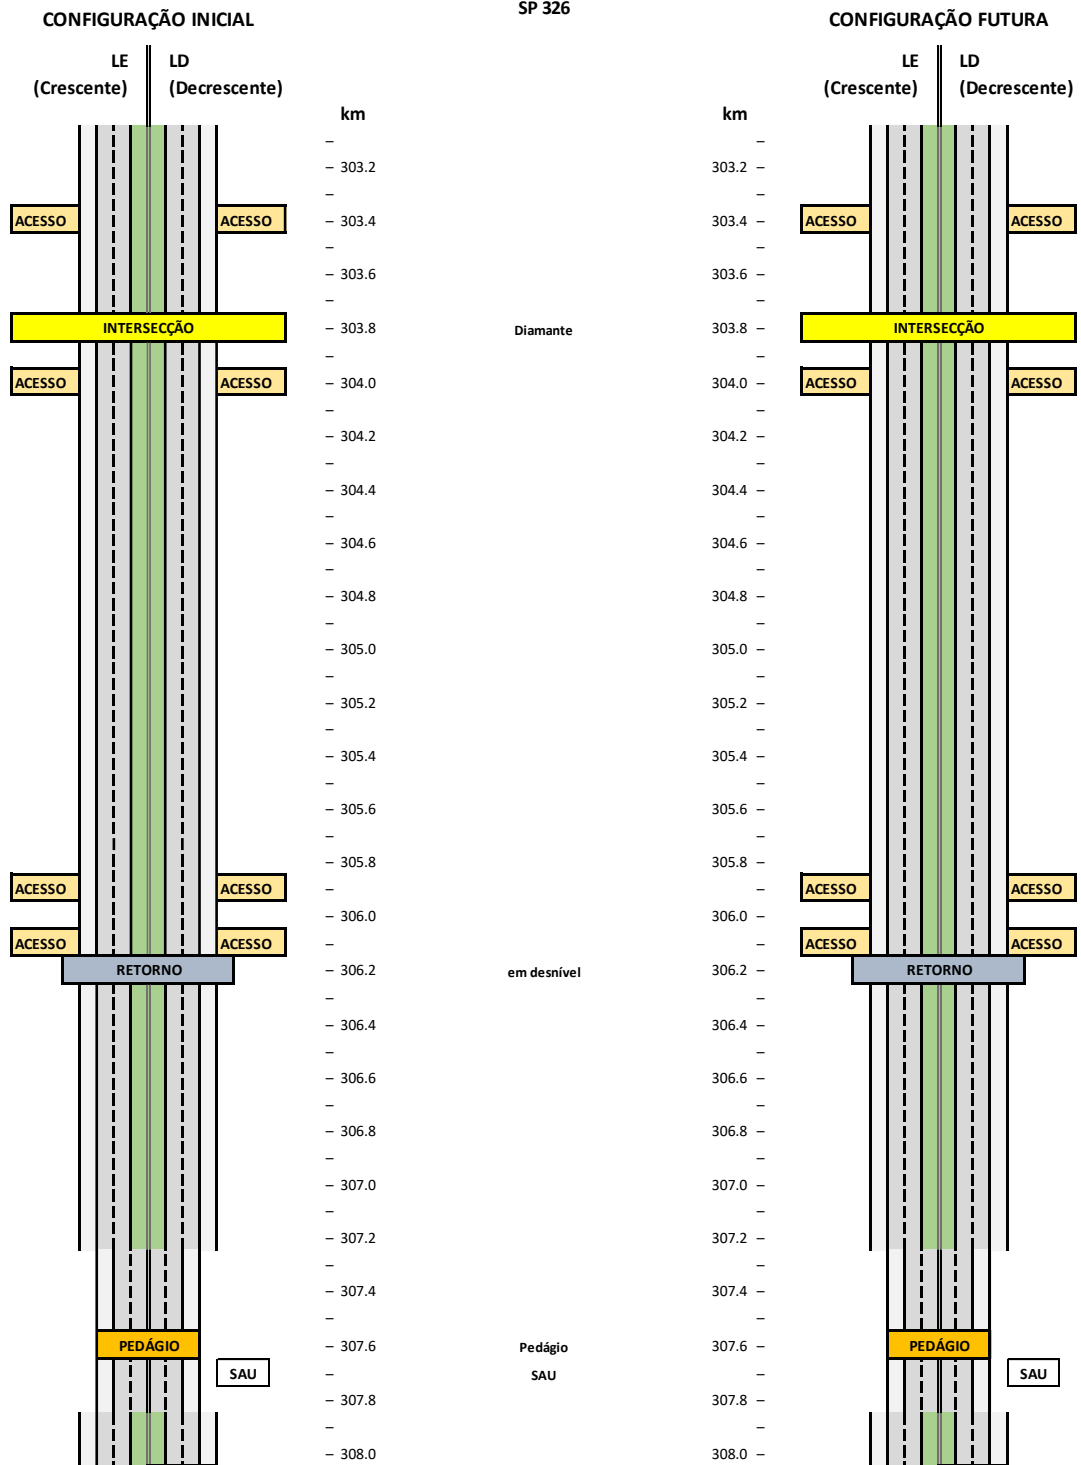 SP 326
CONFIGURAÇÃO INICIAL CONFIGURAÇÃO FUTURA
LE LD LE LD
(Crescente) (Decrescente) (Crescente) (Decrescente)
km km
– –
– 303.2 303.2 –
– –
ACESSO ACESSO – 303.4 303.4 – ACESSO ACESSO
– –
– 303.6 303.6 –
– –
INTERSECÇÃO – 303.8 Diamante 303.8 – INTERSECÇÃO
– –
ACESSO ACESSO – 304.0 304.0 – ACESSO ACESSO
– –
– 304.2 304.2 –
– –
– 304.4 304.4 –
– –
– 304.6 304.6 –
– –
– 304.8 304.8 –
– –
– 305.0 305.0 –
– –
– 305.2 305.2 –
– –
– 305.4 305.4 –
– –
– 305.6 305.6 –
– –
– 305.8 305.8 –
ACESSO ACESSO – – ACESSO ACESSO
– 306.0 306.0 –
ACESSO ACESSO – – ACESSO ACESSO
RETORNO – 306.2 em desnível 306.2 – RETORNO
– –
– 306.4 306.4 –
– –
– 306.6 306.6 –
– –
– 306.8 306.8 –
– –
– 307.0 307.0 –
– –
– 307.2 307.2 –
– –
– 307.4 307.4 –
– –
PEDÁGIO – 307.6 Pedágio 307.6 – PEDÁGIO
SAU – SAU – SAU
– 307.8 307.8 –
– –
– 308.0 308.0 –